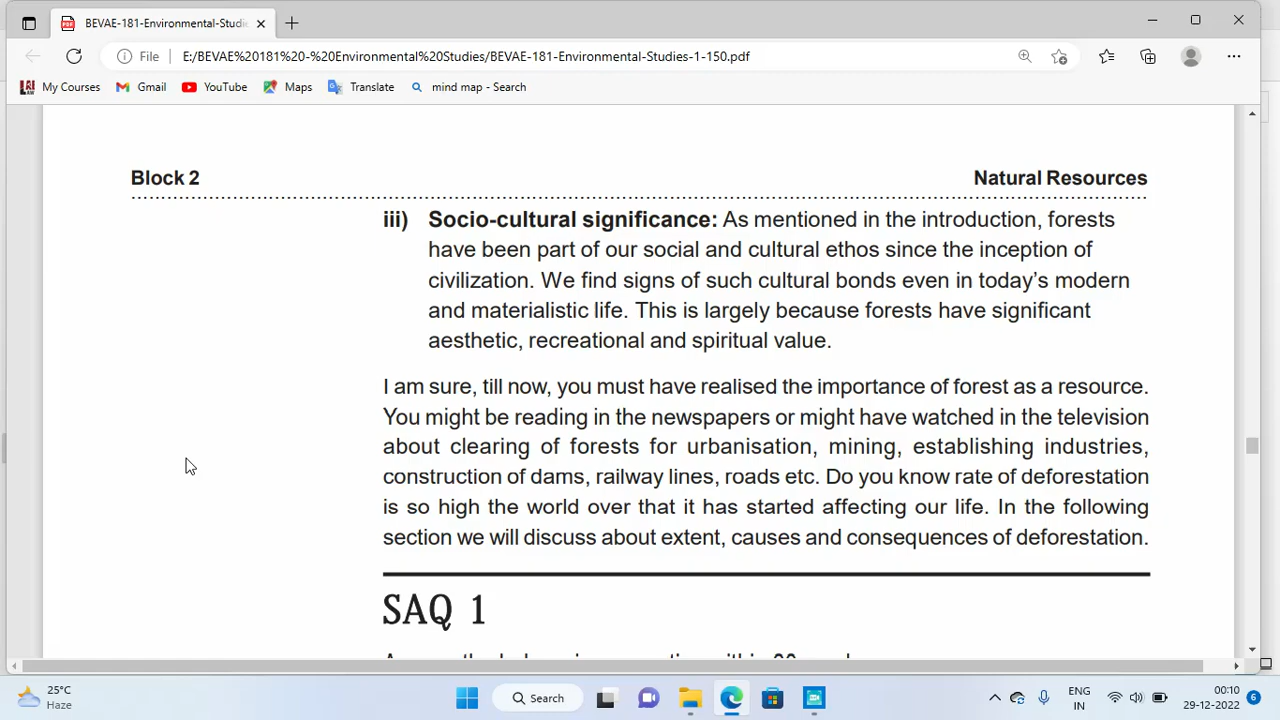 BEVAE-181-Environmental-Studie
File
E:/BEVAE%20181%20-%20Environmental%20Studies/BEVAE-181-Environmental-Studies-1-150.pdf
My Courses Gmail YouTube Maps Translate mind map - Search
Block 2 Natural Resources
iii) Socio-cultural significance: As mentioned in the introduction, forests
have been part of our social and cultural ethos since the inception of
civilization. We find signs of such cultural bonds even in today's modern
and materialistic life. This is largely because forests have significant
aesthetic, recreational and spiritual value.
I am sure, till now, you must have realised the importance of forest as a resource.
You might be reading in the newspapers or might have watched in the television
about clearing of forests for urbanisation, mining, establishing industries,
construction of dams, railway lines, roads etc. Do you know rate of deforestation
is so high the world over that it has started affecting our life. In the following
section we will discuss about extent, causes and consequences of deforestation.
SAQ 1
25°C
Haze
Search
ENG
IN
00:10
29-12-2022
6